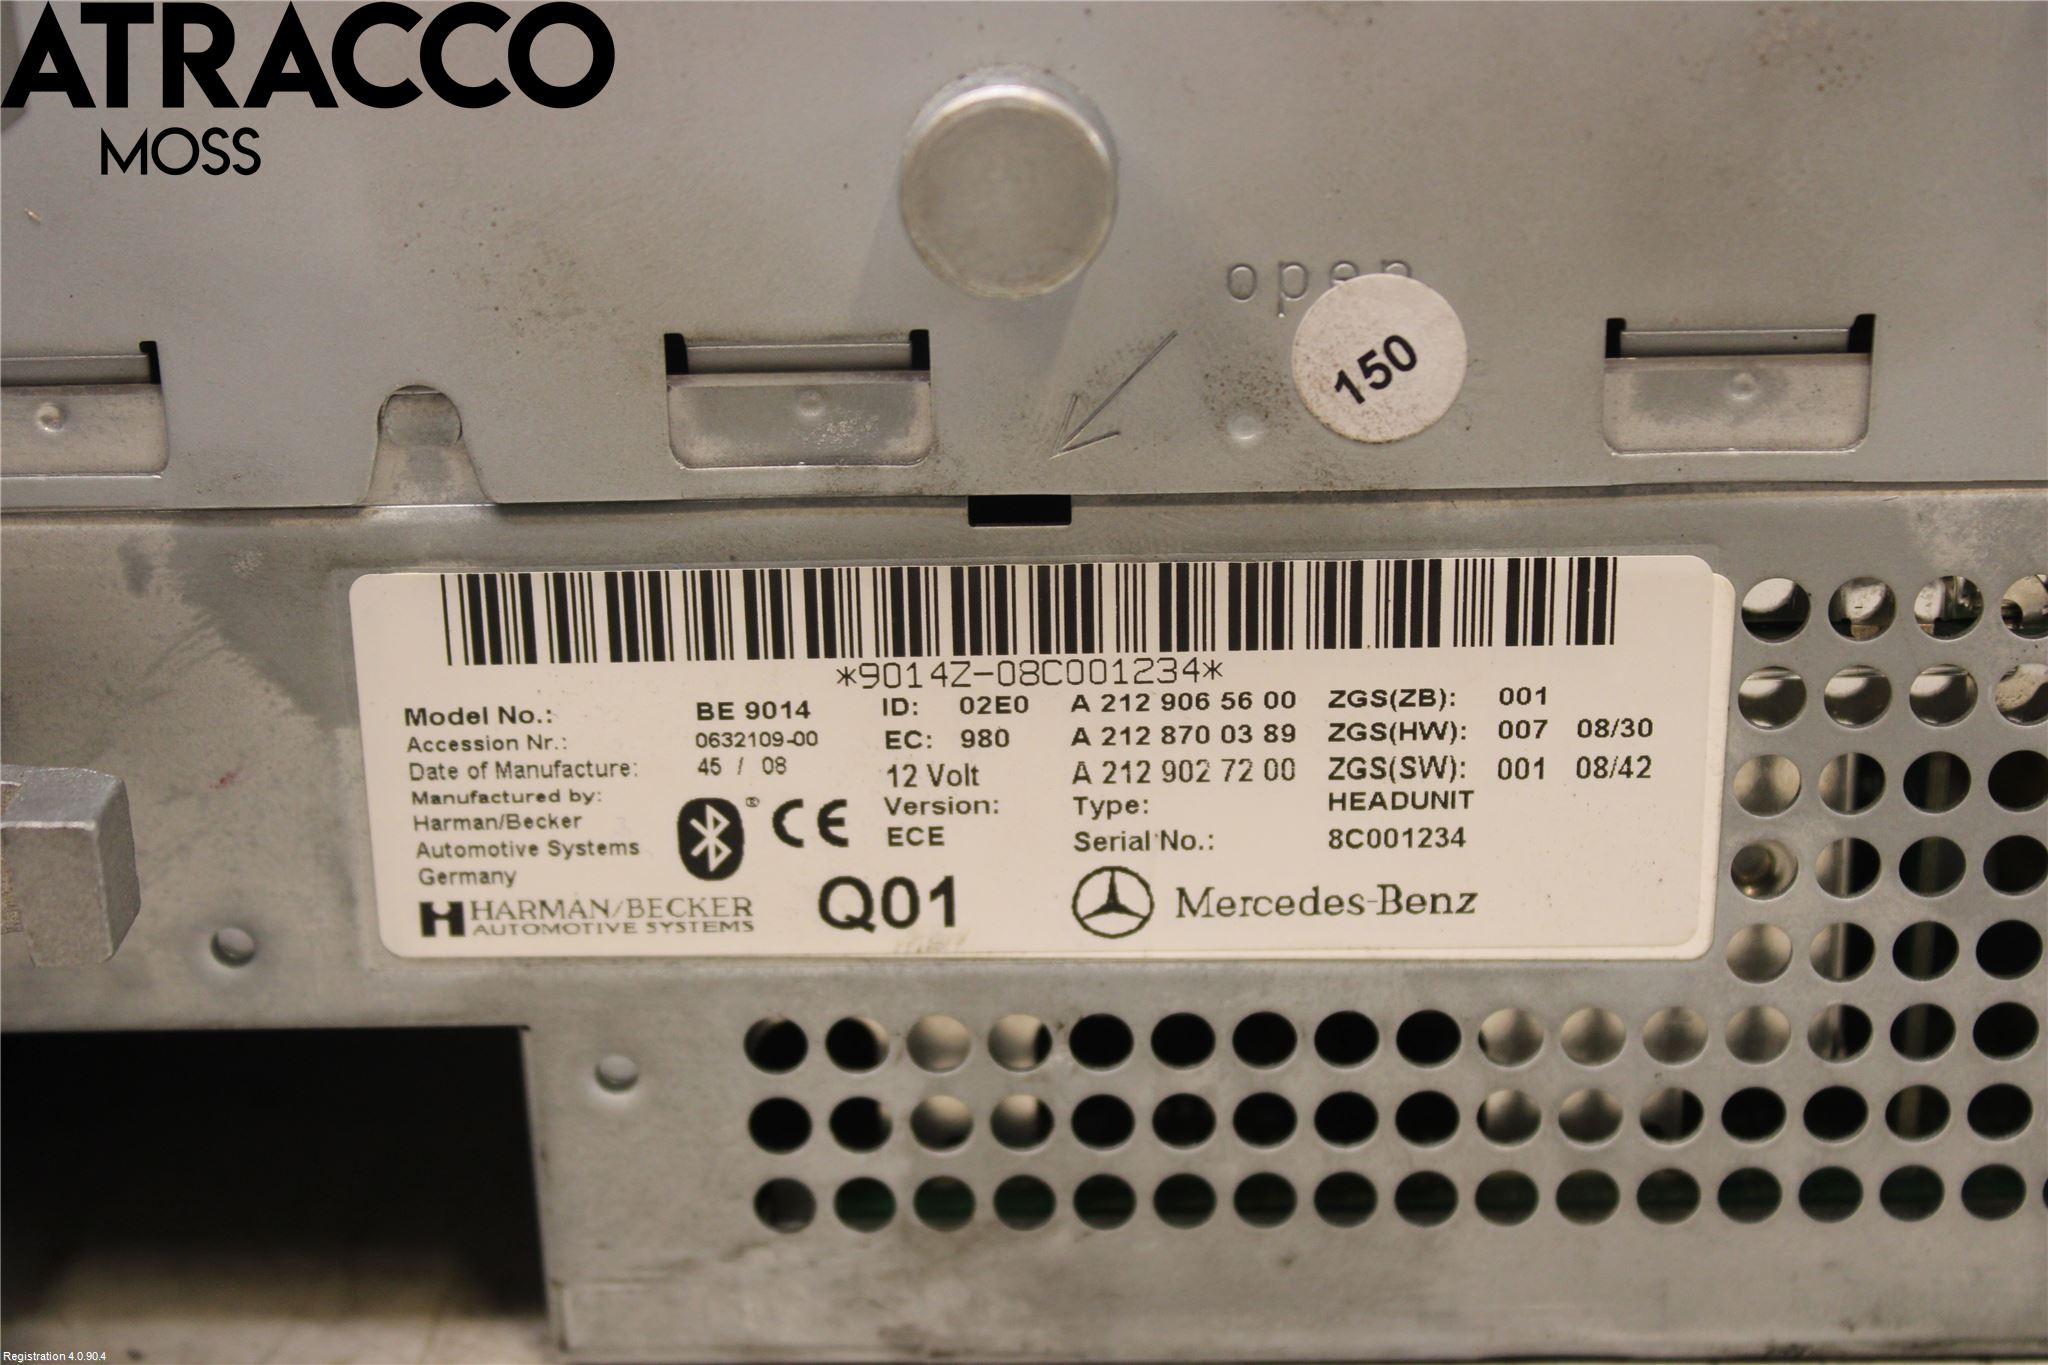 ATRACCO
MOSS
open
150
*9014Z-08C001234*
Model No.: BE 9014 ID: 02E0 A 212 906 56 00 ZGS(ZB): 001
Accession Nr.: 0632109-00 EC: 980 A 212 870 03 89 ZGS(HW): 007 08/30
Date of Manufacture: 45 / 08 12 Volt A 212 902 72 00 ZGS(SW): 001 08/42
Manufactured by: Version: Type: HEADUNIT
Harman/Becker ® CE ECE Serial No.: 8C001234
Automotive Systems
Germany
HARMAN/BECKER Q01 Mercedes-Benz
AUTOMOTIVE SYSTEMS
Registration 4.0.90.4